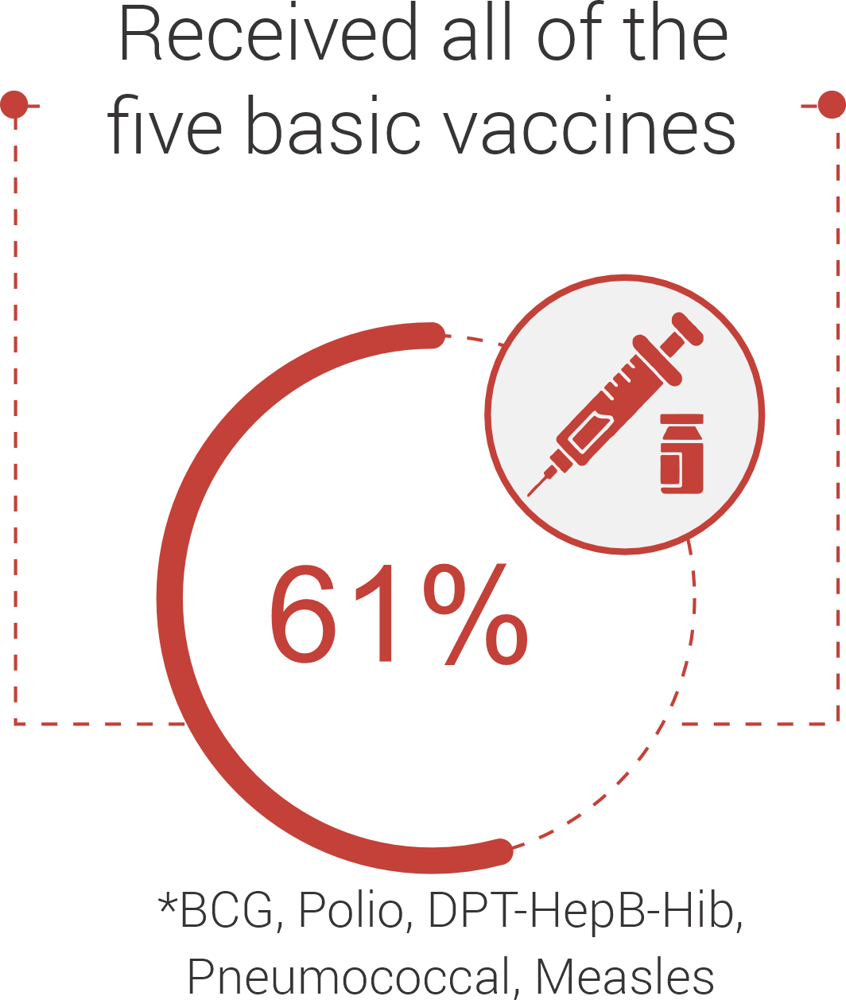 Received all of the
five basic vaccines
61%
*BCG, Polio, DPT-HepB-Hib,
Pneumococcal, Measles